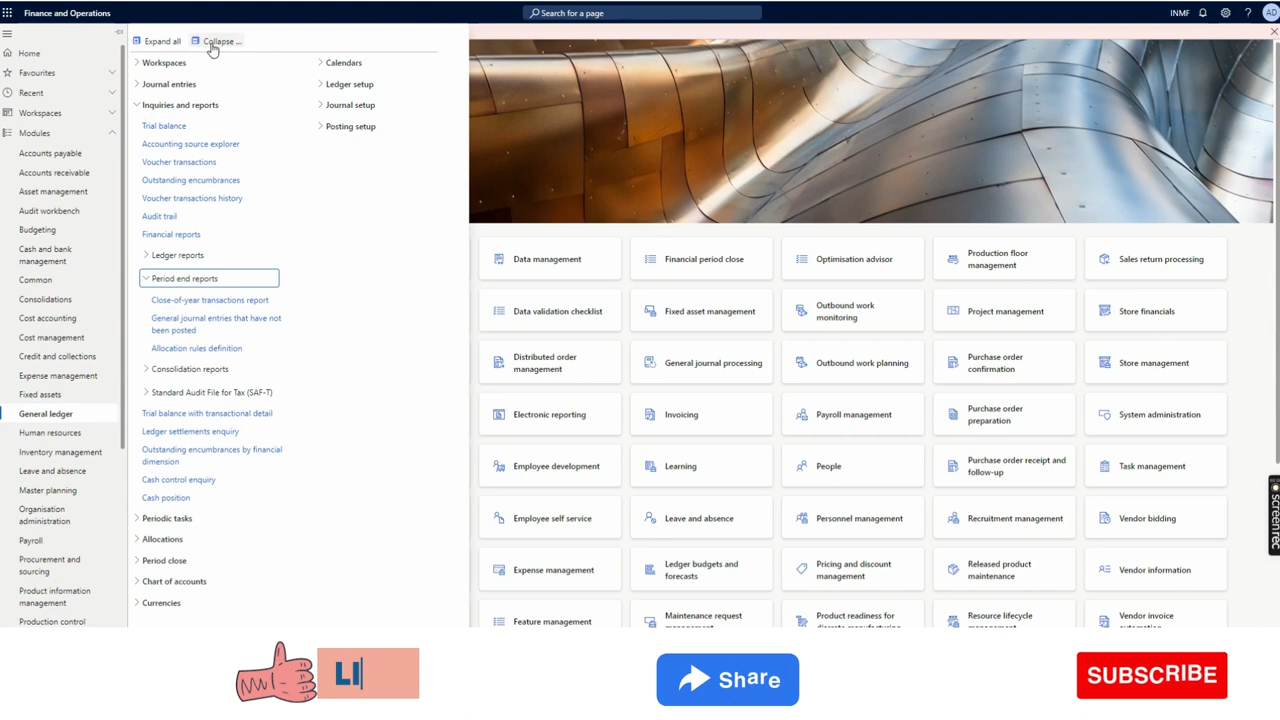 Finance and Operations
Search for a page
INMF
?
AD
Expand all
Collapse ...
Home
Favourites
Recent
Workspaces
Modules
Accounts payable
Accounts receivable
Asset management
Audit workbench
Budgeting
Cash and bank
management
Common
Consolidations
Cost accounting
Cost management
Credit and collections
Expense management
Fixed assets
General ledger
Human resources
Inventory management
Leave and absence
Master planning
Organisation
administration
Payroll
Procurement and
sourcing
Product information
management
Production control
Workspaces
Journal entries
Inquiries and reports
Trial balance
Accounting source explorer
Voucher transactions
Outstanding encumbrances
Voucher transactions history
Audit trail
Financial reports
Ledger reports
Period end reports
Close-of-year transactions report
General journal entries that have not
been posted
Allocation rules definition
Consolidation reports
Standard Audit File for Tax (SAF-T)
Trial balance with transactional detail
Ledger settlements enquiry
Outstanding encumbrances by financial
dimension
Cash control enquiry
Cash position
Periodic tasks
Allocations
Period close
Chart of accounts
Currencies
Calendars
Ledger setup
Journal setup
Posting setup
Data management
Financial period close
Optimisation advisor
Production floor
management
Sales return processing
Data validation checklist
Fixed asset management
Outbound work
monitoring
Project management
Store financials
Distributed order
management
General journal processing
Outbound work planning
Purchase order
confirmation
Store management
Electronic reporting
Invoicing
Payroll management
Purchase order
preparation
System administration
Employee development
Learning
People
Purchase order receipt and
follow-up
Task management
Employee self service
Leave and absence
Personnel management
Recruitment management
Vendor bidding
Expense management
Ledger budgets and
forecasts
Pricing and discount
management
Released product
maintenance
Vendor information
Feature management
Maintenance request
Product readiness for
Resource lifecycle
Vendor invoice
screenrec
LI
Share
SUBSCRIBE